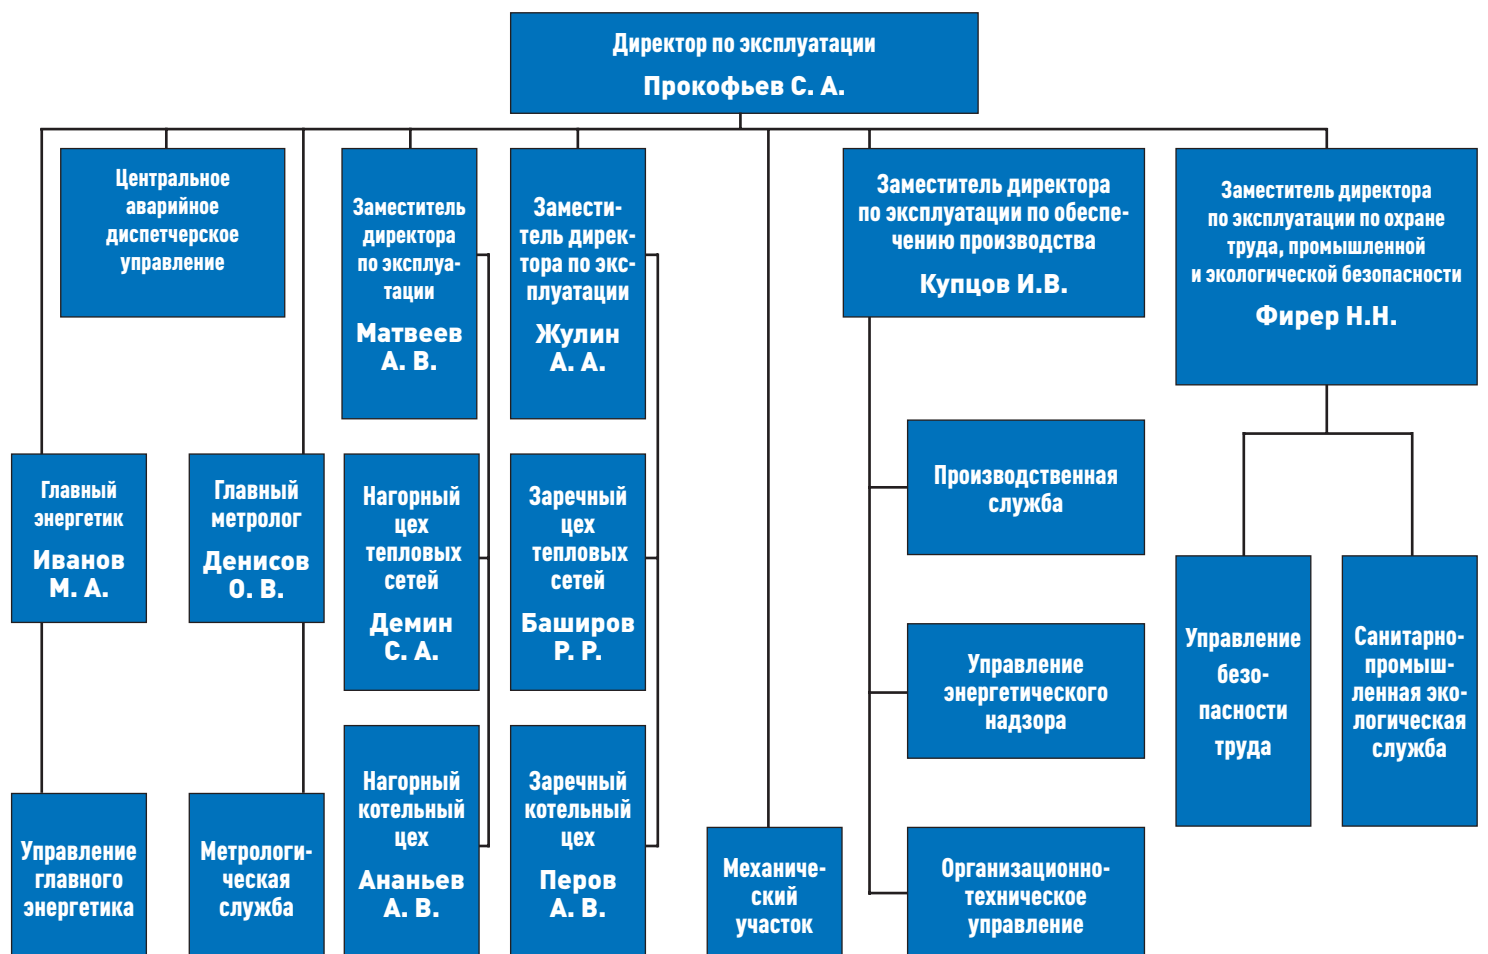 Директор по эксплуатации
Прокофьев С. А.
Центральное
аварийное
диспетчерское
управление
Заместитель
директора
по эксплуа-
тации
Матвеев
А. В.
Замести-
тель дирек-
тора по экс-
плуатации
Жулин
А. А.
Заместитель директора
по эксплуатации по обеспе-
чению производства
Купцов И.В.
Заместитель директора
по эксплуатации по охране
труда, промышленной
и экологической безопасности
Фирер Н.Н.
Главный
энергетик
Иванов
М. А.
Главный
метролог
Денисов
О. В.
Нагорный
цех
тепловых
сетей
Демин
С. А.
Заречный
цех
тепловых
сетей
Баширов
Р. Р.
Производственная
служба
Управление
энергетического
надзора
Управление
безо-
пасности
труда
Санитарно-
промыш-
ленная эко-
логическая
служба
Управление
главного
энергетика
Метрологи-
ческая
служба
Нагорный
котельный
цех
Ананьев
А. В.
Заречный
котельный
цех
Перов
А. В.
Механиче-
ский
участок
Организационно-
техническое
управление